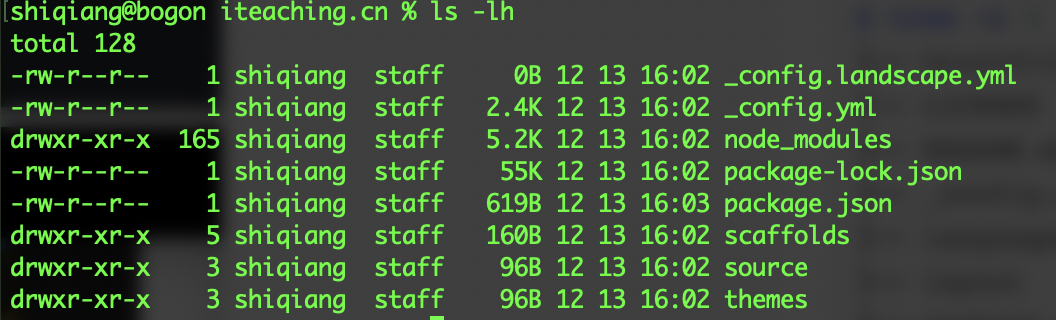 [shiqiang@bogon iteaching.cn % ls -lh
total 128
-rw-r--r--    1 shiqiang  staff     0B 12 13 16:02 _config.landscape.yml
-rw-r--r--    1 shiqiang  staff   2.4K 12 13 16:02 _config.yml
drwxr-xr-x  165 shiqiang  staff   5.2K 12 13 16:02 node_modules
-rw-r--r--    1 shiqiang  staff    55K 12 13 16:02 package-lock.json
-rw-r--r--    1 shiqiang  staff   619B 12 13 16:03 package.json
drwxr-xr-x    5 shiqiang  staff   160B 12 13 16:02 scaffolds
drwxr-xr-x    3 shiqiang  staff    96B 12 13 16:02 source
drwxr-xr-x    3 shiqiang  staff    96B 12 13 16:02 themes